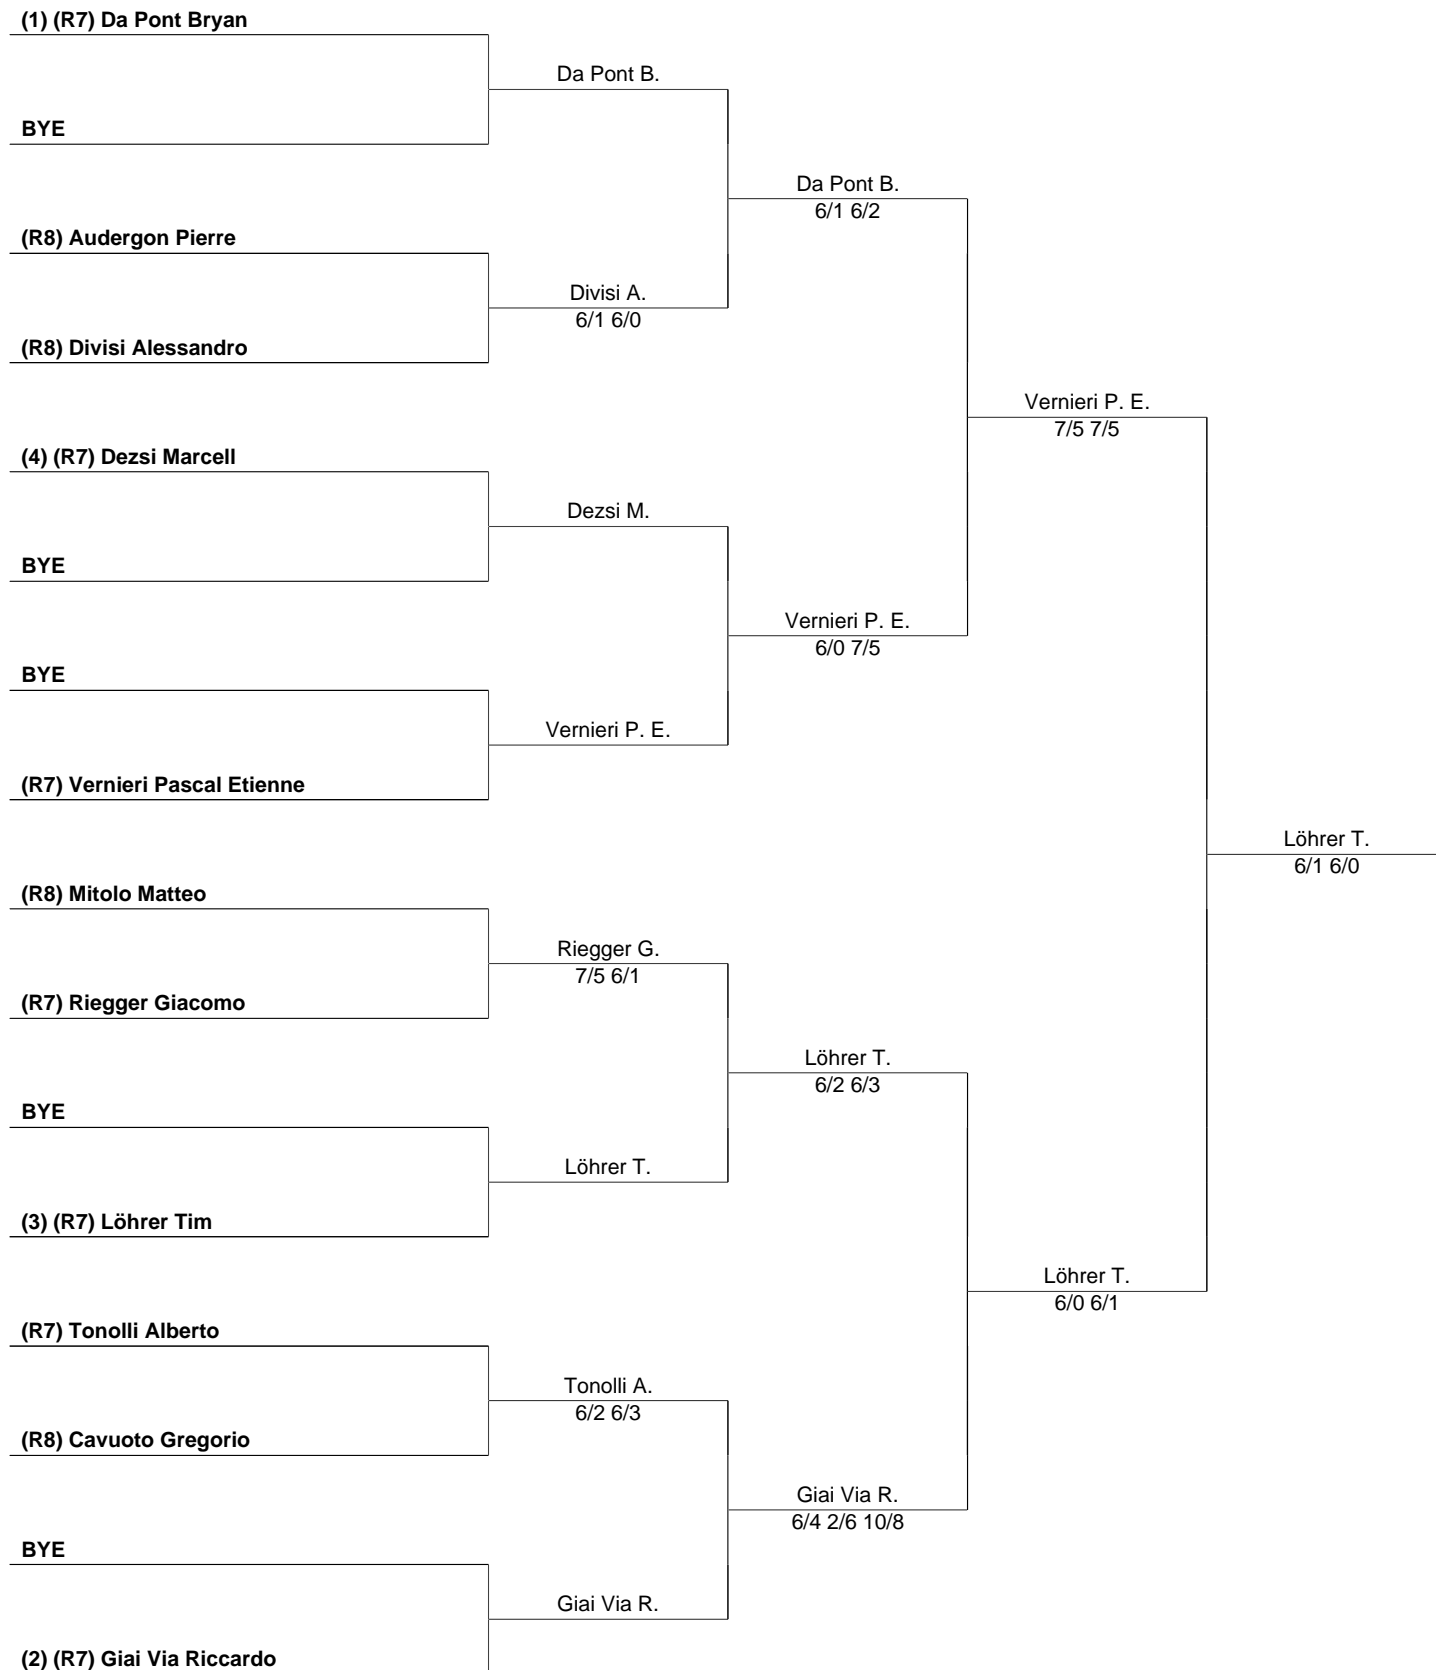 (1) (R7) Da Pont Bryan
Da Pont B.
BYE
Da Pont B.
6/1 6/2
(R8) Audergon Pierre
Divisi A.
6/1 6/0
(R8) Divisi Alessandro
Vernieri P. E.
7/5 7/5
(4) (R7) Dezsi Marcell
Dezsi M.
BYE
Vernieri P. E.
6/0 7/5
BYE
Vernieri P. E.
(R7) Vernieri Pascal Etienne
Löhrer T.
6/1 6/0
(R8) Mitolo Matteo
Riegger G.
7/5 6/1
(R7) Riegger Giacomo
Löhrer T.
6/2 6/3
BYE
Löhrer T.
(3) (R7) Löhrer Tim
Löhrer T.
6/0 6/1
(R7) Tonolli Alberto
Tonolli A.
6/2 6/3
(R8) Cavuoto Gregorio
Giai Via R.
6/4 2/6 10/8
BYE
Giai Via R.
(2) (R7) Giai Via Riccardo